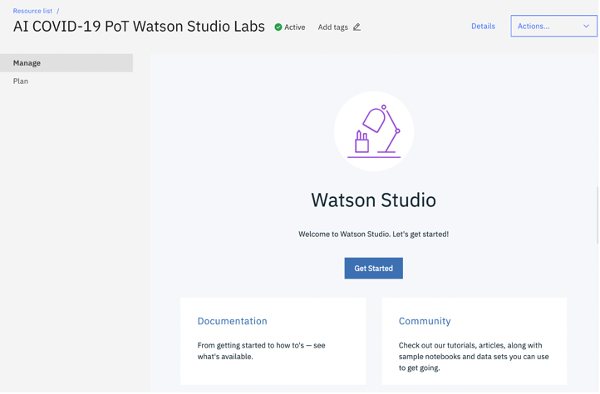 Resource list /
AI COVID-19 PoT Watson Studio Labs
Active
Add tags
Details
Actions...
Manage
Plan
Watson Studio
Welcome to Watson Studio. Let's get started!
Get Started
Documentation
From getting started to how to's — see
what's available.
Community
Check out our tutorials, articles, along with
sample notebooks and data sets you can use
to get going.